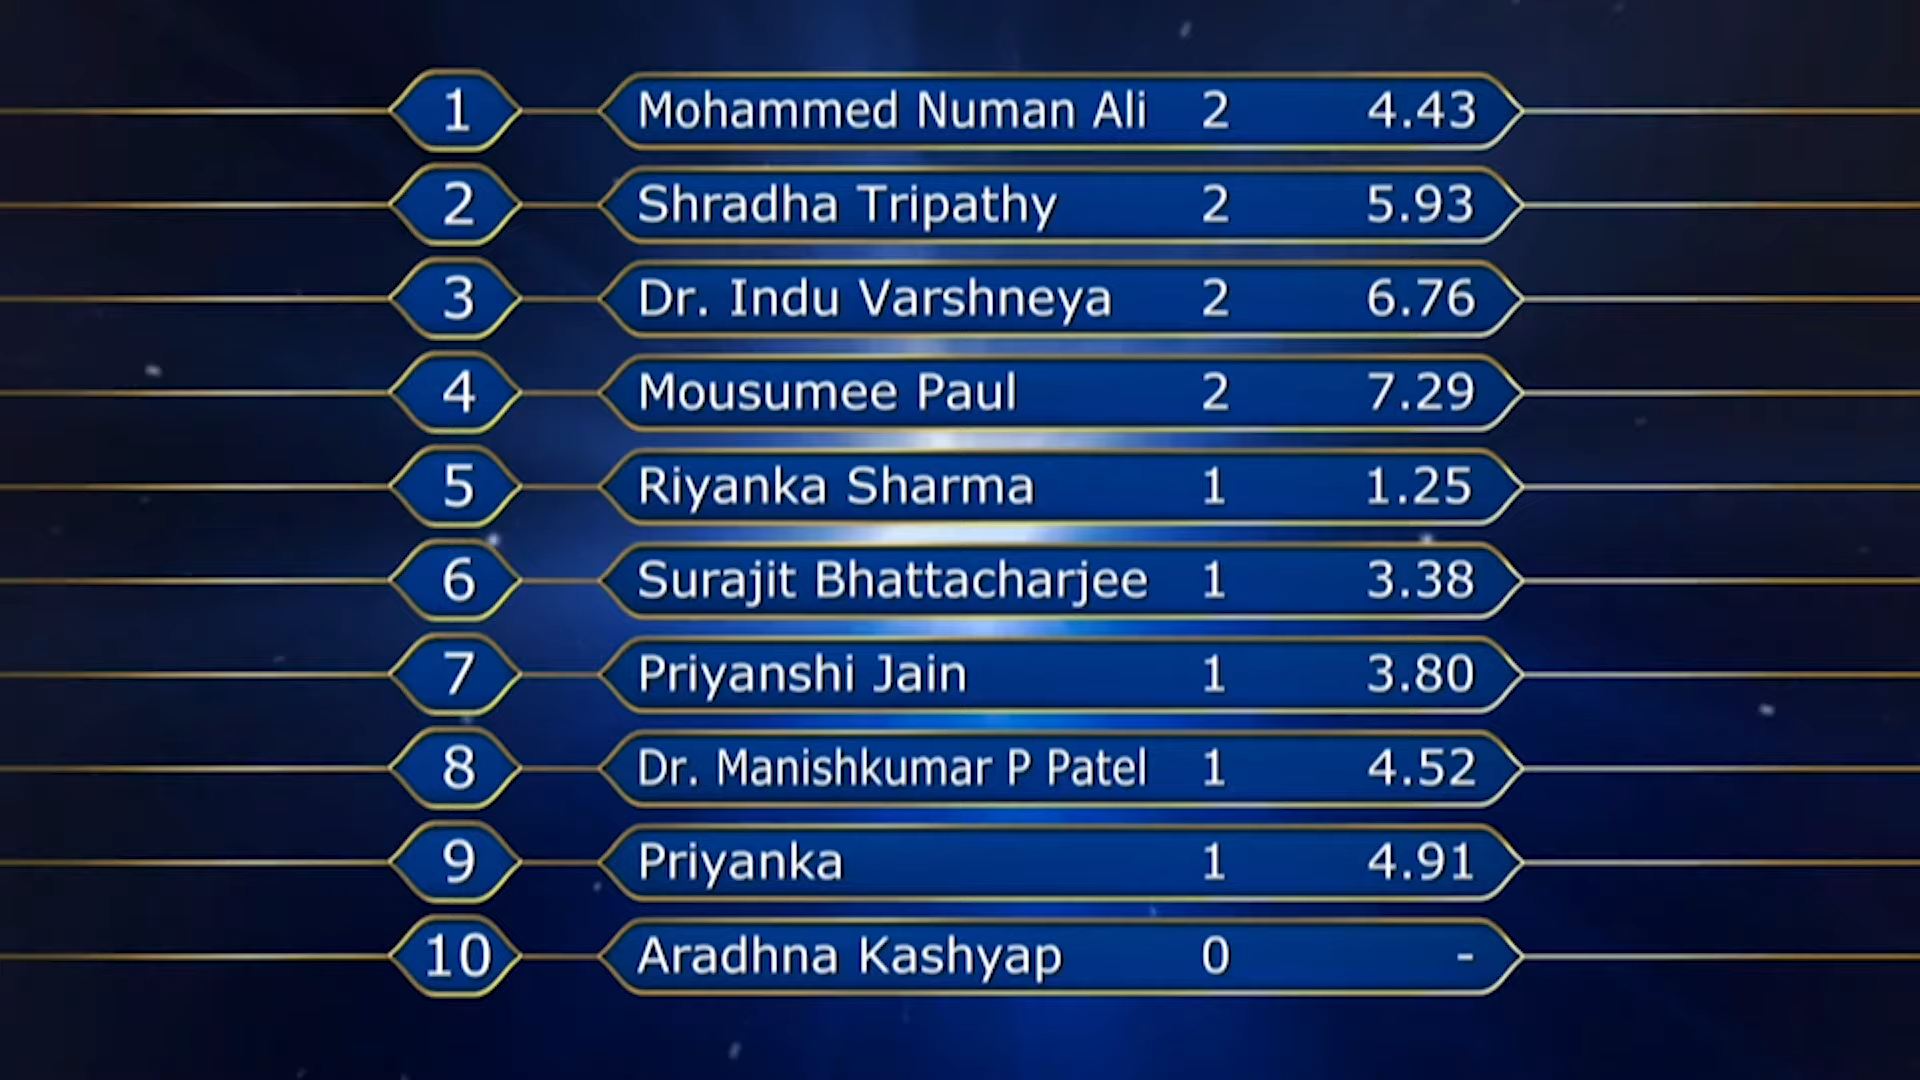 1 Mohammed Numan Ali 2 4.43
2 Shradha Tripathy 2 5.93
3 Dr. Indu Varshneya 2 6.76
4 Mousumee Paul 2 7.29
5 Riyanka Sharma 1 1.25
6 Surajit Bhattacharjee 1 3.38
7 Priyanshi Jain 1 3.80
8 Dr. Manishkumar P Patel 1 4.52
9 Priyanka 1 4.91
10 Aradhna Kashyap 0 -